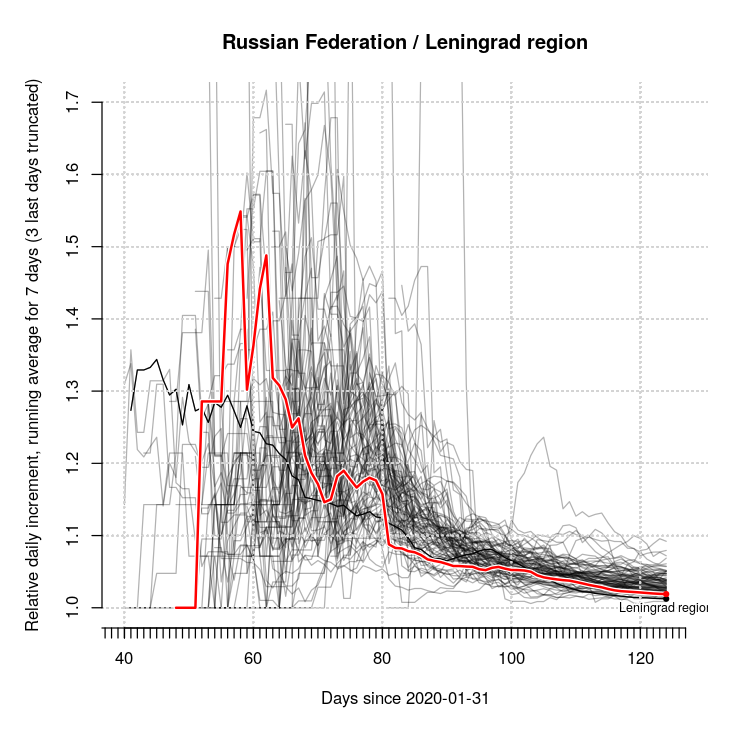 Russian Federation / Leningrad region
Relative daily increment, running average for 7 days (3 last days truncated)
1.7
1.6
1.5
1.4
1.3
1.2
1.1
1.0
Leningrad region
40 60 80 100 120
Days since 2020-01-31